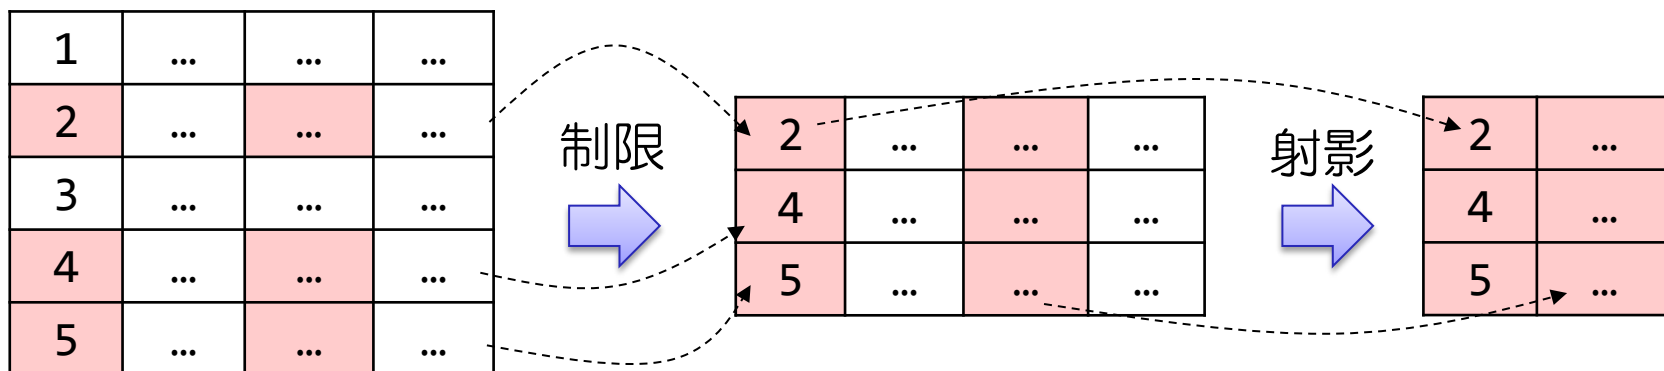 1 … … …
2 … … …
3 … … …
4 … … …
5 … … …
制限
2 … … …
4 … … …
5 … … …
射影
2 …
4 …
5 …